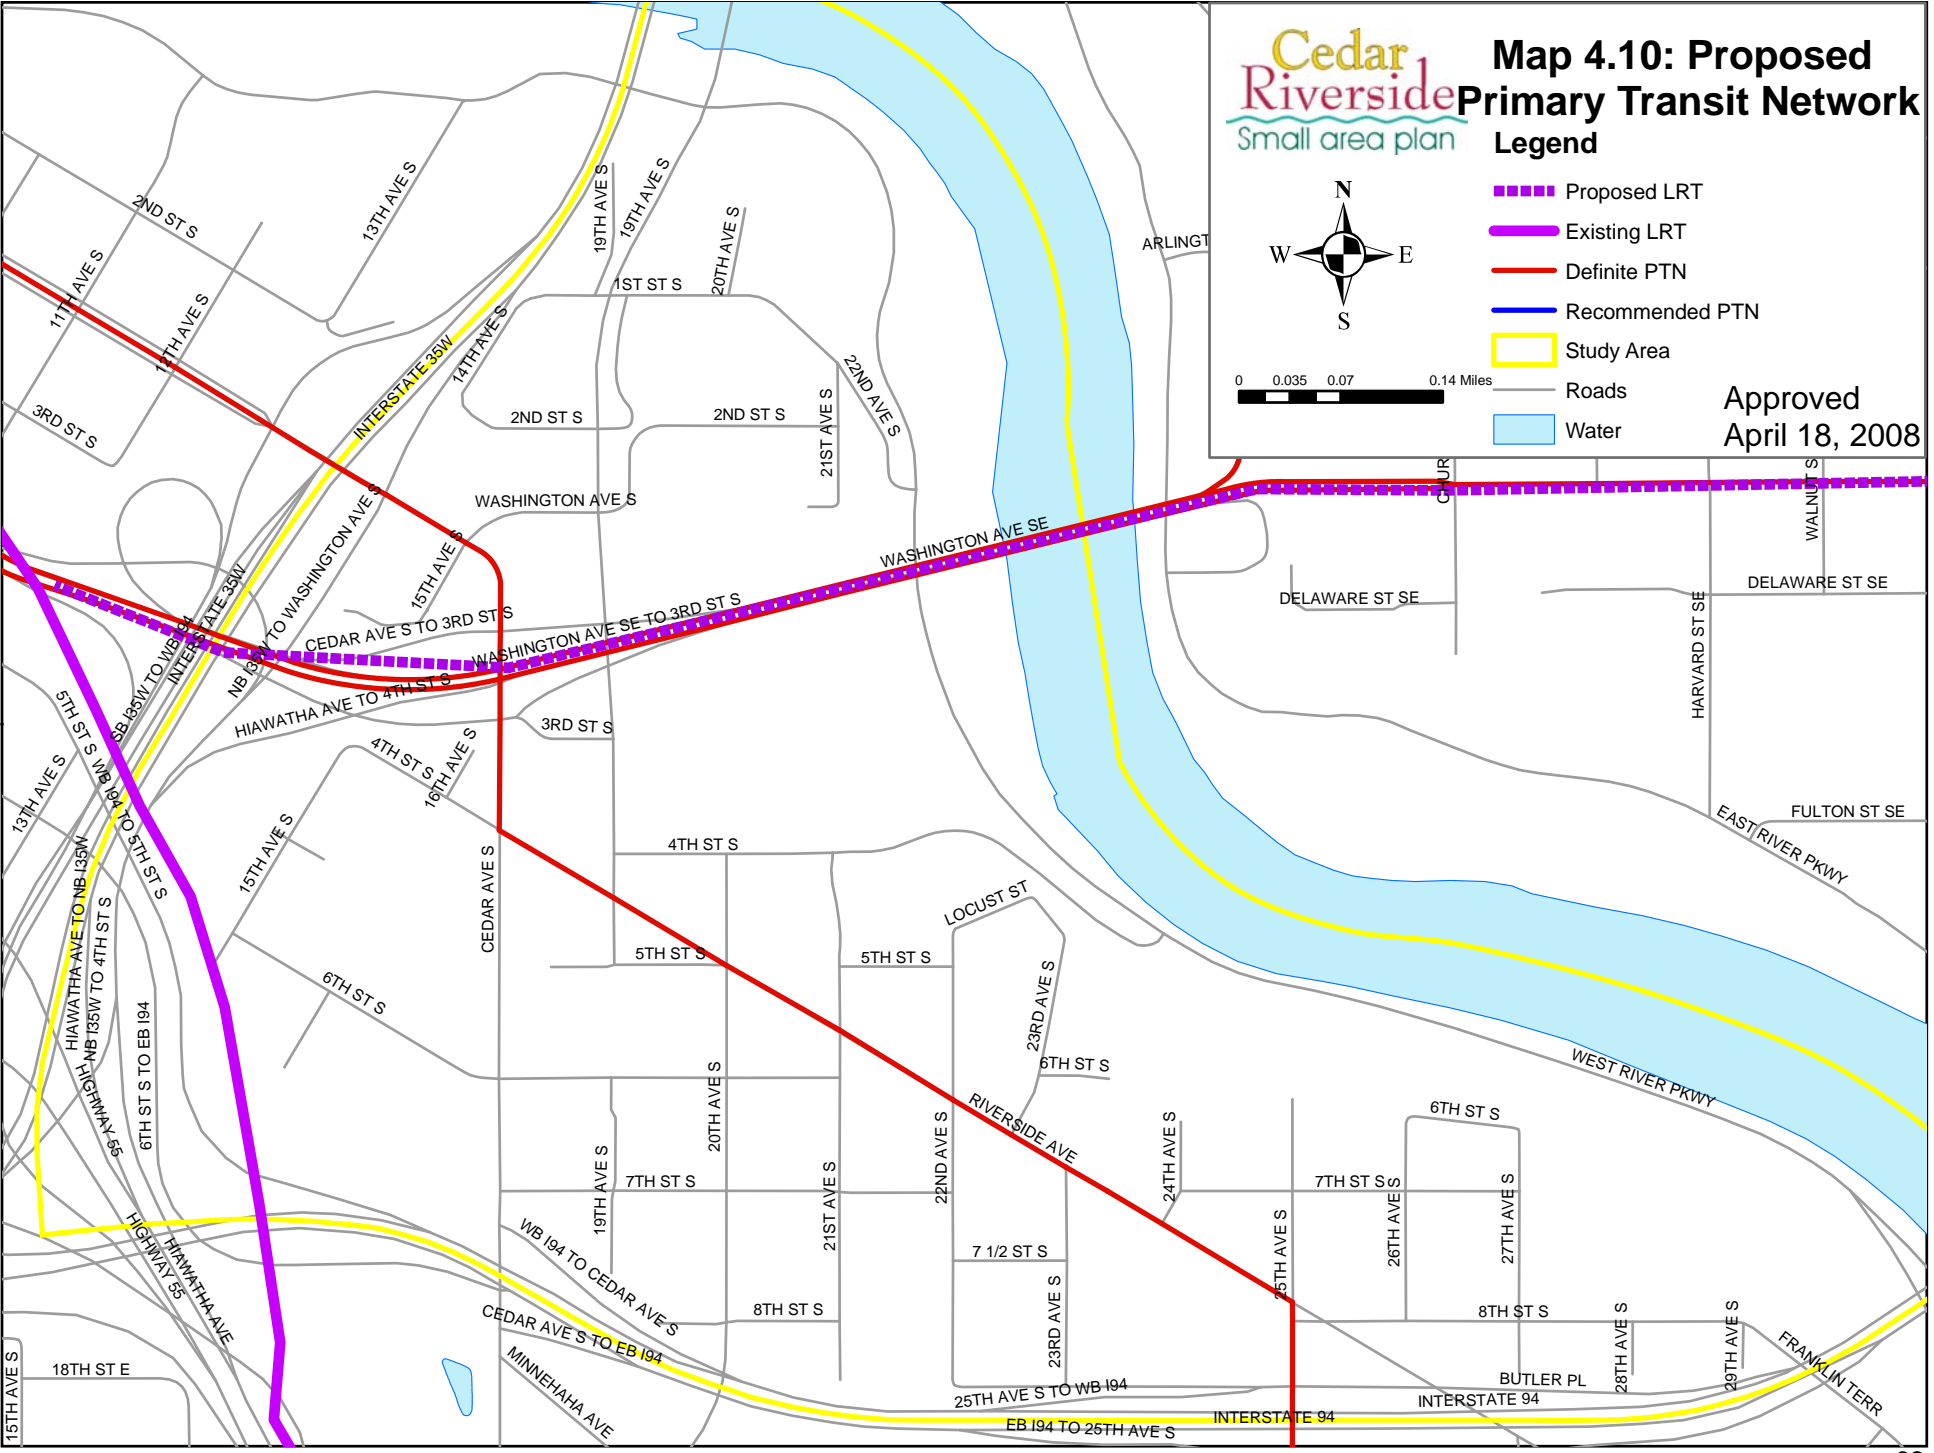 Cedar
Riverside
Small area plan
Map 4.10: Proposed
Primary Transit Network
Legend
Proposed LRT
Existing LRT
Definite PTN
Recommended PTN
Study Area
Roads
Water
N
W
E
S
0 0.035 0.07 0.14 Miles
Approved
April 18, 2008
2ND ST S
13TH AVE S
19TH AVE S
19TH AVE S
20TH AVE S
ARLINGT
11TH AVE S
12TH AVE S
1ST ST S
14TH AVE S
INTERSTATE 35W
22ND AVE S
3RD ST S
2ND ST S
2ND ST S
21ST AVE S
WASHINGTON AVE S
CHUR
WALNUT S
WASHINGTON AVE SE
15TH AVE S
NB I35W TO WASHINGTON AVE S
SB I35W TO WB I94
INTERSTATE 35W
CEDAR AVE S TO 3RD ST S
WASHINGTON AVE SE TO 3RD ST S
DELAWARE ST SE
DELAWARE ST SE
HARVARD ST SE
HIAWATHA AVE TO 4TH ST S
3RD ST S
5TH ST S
WB I94 TO 5TH ST S
13TH AVE S
4TH ST S
16TH AVE S
15TH AVE S
EAST RIVER PKWY
FULTON ST SE
4TH ST S
CEDAR AVE S
LOCUST ST
HIAWATHA AVE TO NB I35W
NB I35W TO 4TH ST S
5TH ST S
5TH ST S
6TH ST S
23RD AVE S
6TH ST S
6TH ST S TO EB I94
HIGHWAY 55
20TH AVE S
22ND AVE S
RIVERSIDE AVE
24TH AVE S
WEST RIVER PKWY
6TH ST S
19TH AVE S
7TH ST S
21ST AVE S
7TH ST S
25TH AVE S
26TH AVE S
27TH AVE S
HIGHWAY 55
HIAWATHA AVE
WB I94 TO CEDAR AVE S
7 1/2 ST S
8TH ST S
23RD AVE S
8TH ST S
28TH AVE S
29TH AVE S
FRANKLIN TERR
CEDAR AVE S TO EB I94
15TH AVE S
18TH ST E
MINNEHAHA AVE
25TH AVE S TO WB I94
BUTLER PL
INTERSTATE 94
INTERSTATE 94
EB I94 TO 25TH AVE S